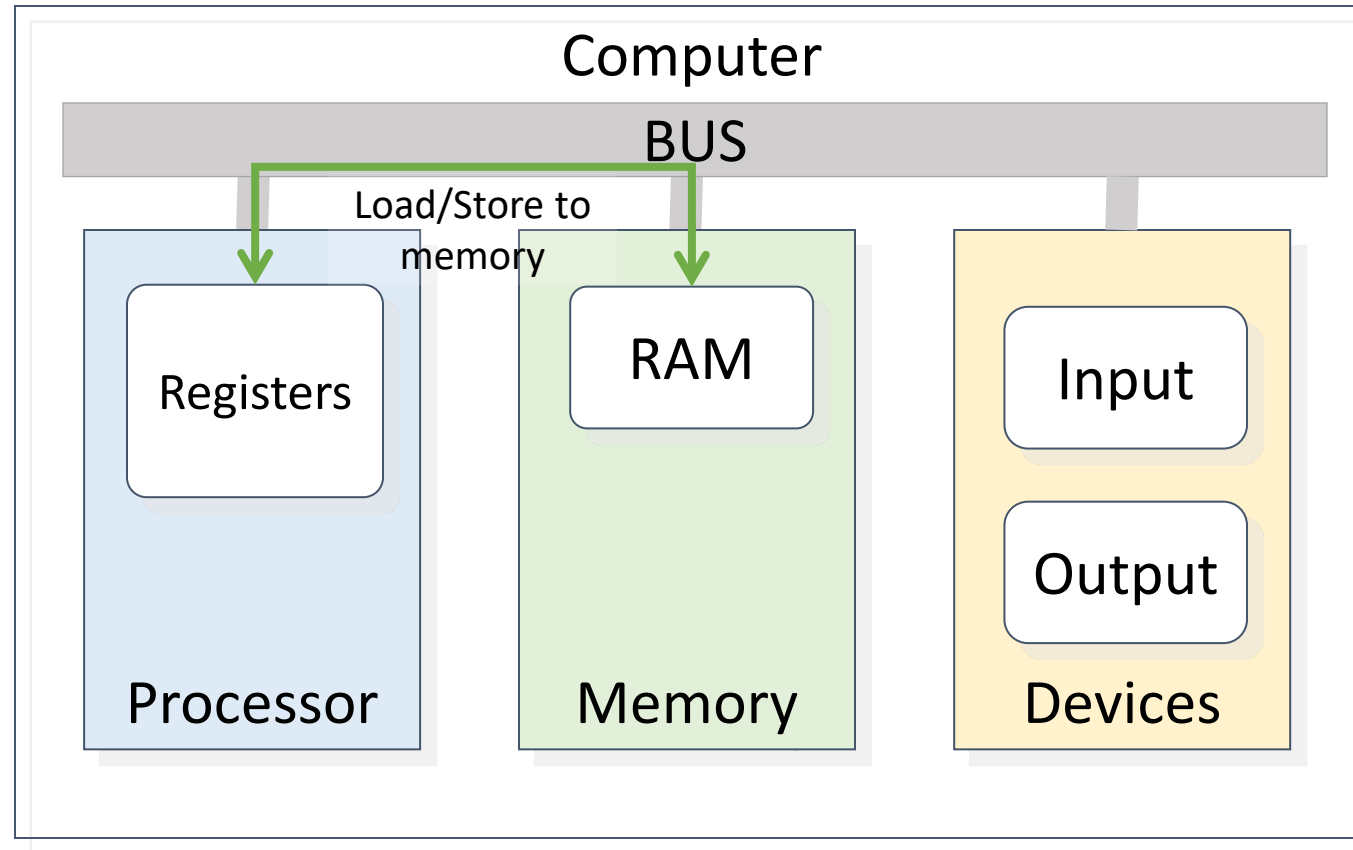 Computer
BUS
Load/Store to
memory
Registers
RAM
Input
Output
Processor
Memory
Devices